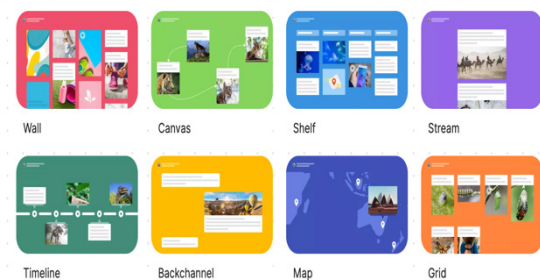 Wall
Canvas
Shelf
Stream
Timeline
Backchannel
Map
Grid